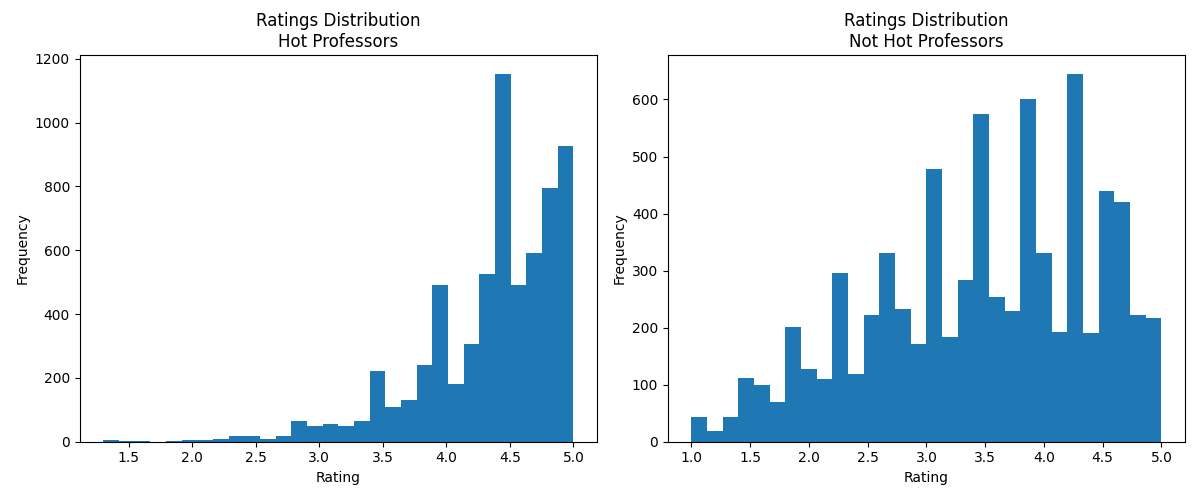 Ratings Distribution
Hot Professors
1200
1000
800
600
400
200
0
Frequency
1.5 2.0 2.5 3.0 3.5 4.0 4.5 5.0
Rating
Ratings Distribution
Not Hot Professors
600
500
400
300
200
100
0
Frequency
1.0 1.5 2.0 2.5 3.0 3.5 4.0 4.5 5.0
Rating